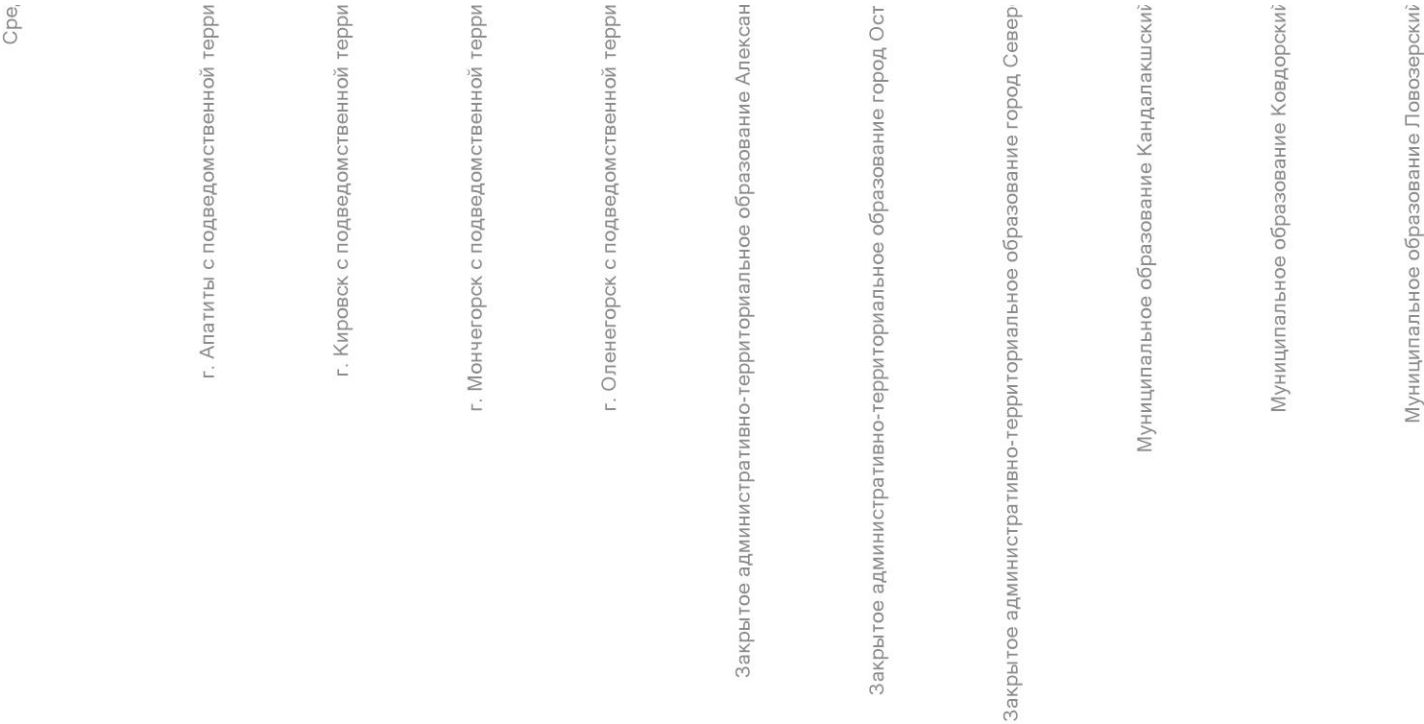 Сре
г. Апатиты с подведомственной терри
г. Кировск с подведомственной терри
г. Мончегорск с подведомственной терри
г. Оленегорск с подведомственной терри
Закрытое административно-территориальное образование Алексан
Закрытое административно-территориальное образование город Ост
Закрытое административно-территориальное образование город Север
Муниципальное образование Кандалакшский
Муниципальное образование Ковдорский
Муниципальное образование Ловозерский